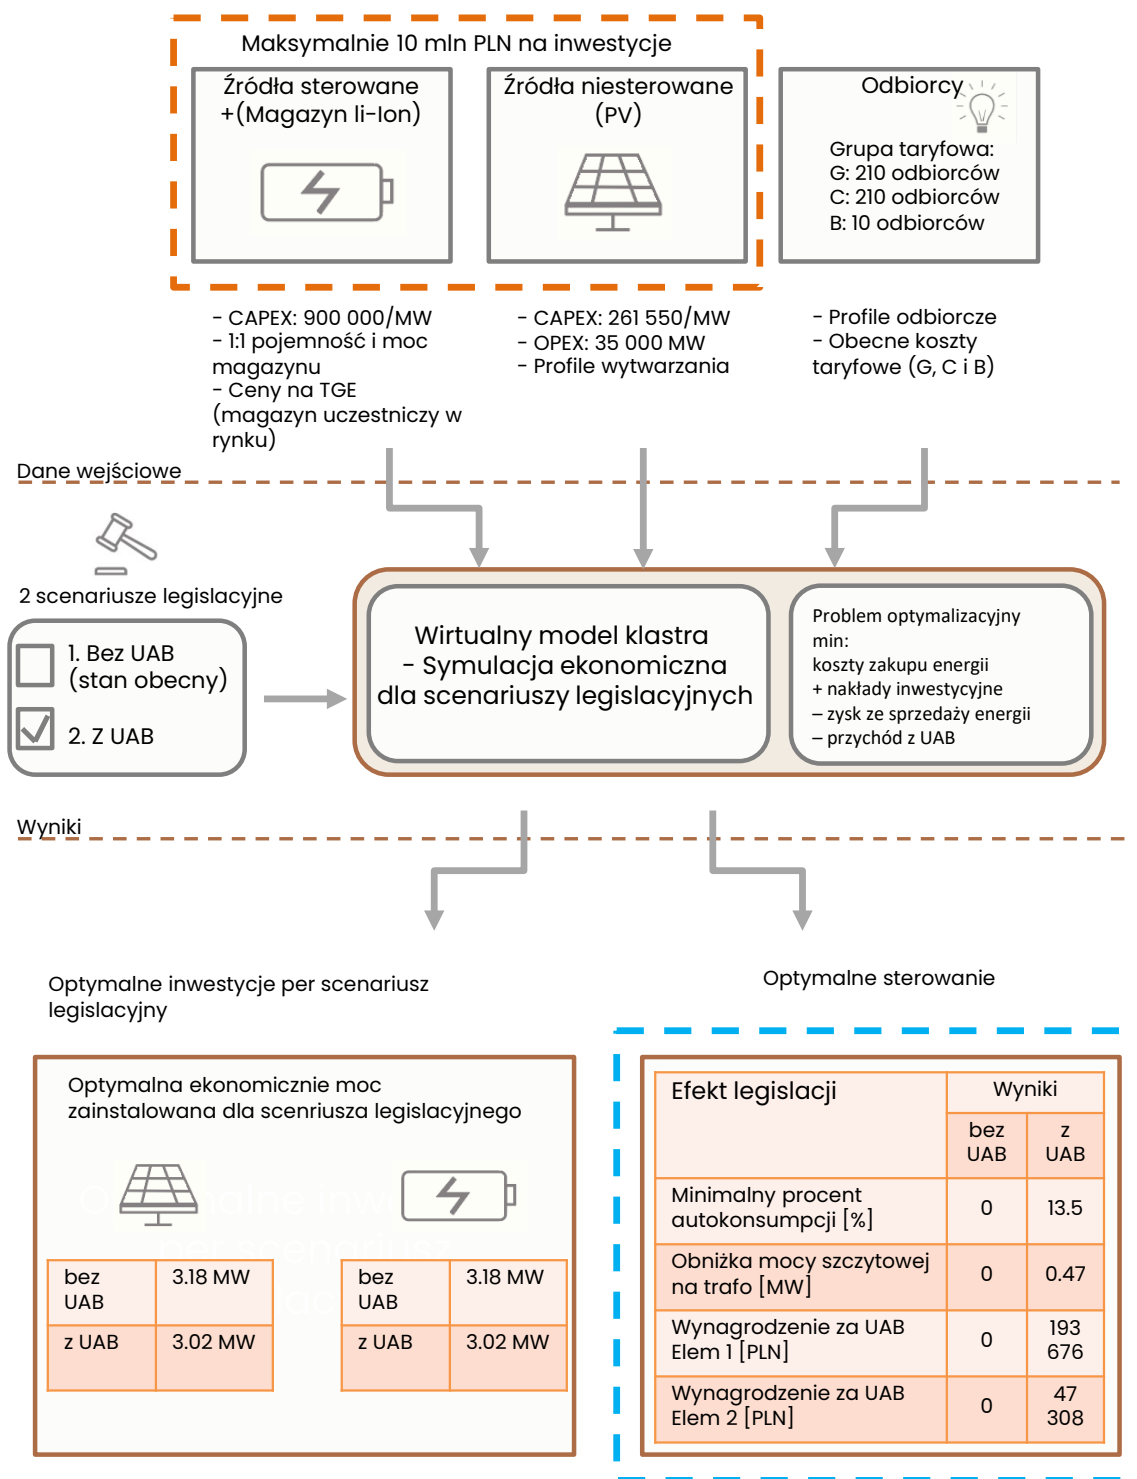 Maksymalnie 10 mln PLN na inwestycje
Źródła sterowane
+(Magazyn li-Ion)
Źródła niesterowane
(PV)
Odbiorcy
Grupa taryfowa:
G: 210 odbiorców
C: 210 odbiorców
B: 10 odbiorców
- CAPEX: 900 000/MW
- 1:1 pojemność i moc
magazynu
- Ceny na TGE
(magazyn uczestniczy w
rynku)
- CAPEX: 261 550/MW
- OPEX: 35 000 MW
- Profile wytwarzania
- Profile odbiorcze
- Obecne koszty
taryfowe (G, C i B)
Dane wejściowe
2 scenariusze legislacyjne
1. Bez UAB
(stan obecny)
2. Z UAB
Wirtualny model klastra
- Symulacja ekonomiczna
dla scenariuszy legislacyjnych
Problem optymalizacyjny
min:
koszty zakupu energii
+ nakłady inwestycyjne
– zysk ze sprzedaży energii
– przychód z UAB
Wyniki
Optymalne inwestycje per scenariusz
legislacyjny
Optymalne sterowanie
Optymalna ekonomicznie moc
zainstalowana dla scenriusza legislacyjnego
bez
UAB
3.18 MW
z UAB
3.02 MW
bez
UAB
3.18 MW
z UAB
3.02 MW
Efekt legislacji
Wyniki
bez
UAB
z
UAB
Minimalny procent
autokonsumpcji [%]
0
13.5
Obniżka mocy szczytowej
na trafo [MW]
0
0.47
Wynagrodzenie za UAB
Elem 1 [PLN]
0
193
676
Wynagrodzenie za UAB
Elem 2 [PLN]
0
47
308